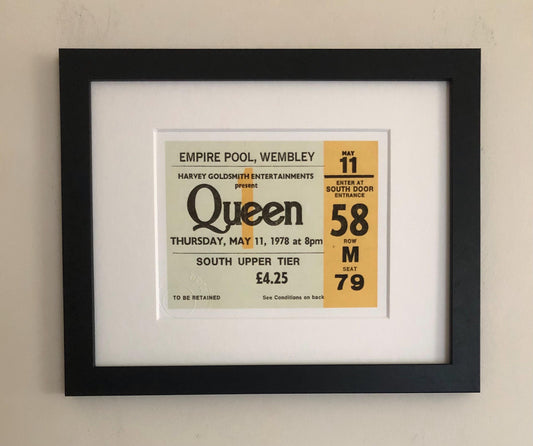 EMPIRE POOL, WEMBLEY
HARVEY GOLDSMITH ENTERTAINMENTS
present
Queen
THURSDAY, MAY 11, 1978 at 8pm
SOUTH UPPER TIER
£4.25
TO BE RETAINED See Conditions on back
MAY
11
ENTER AT
SOUTH DOOR
ENTRANCE
58
ROW
M
SEAT
79